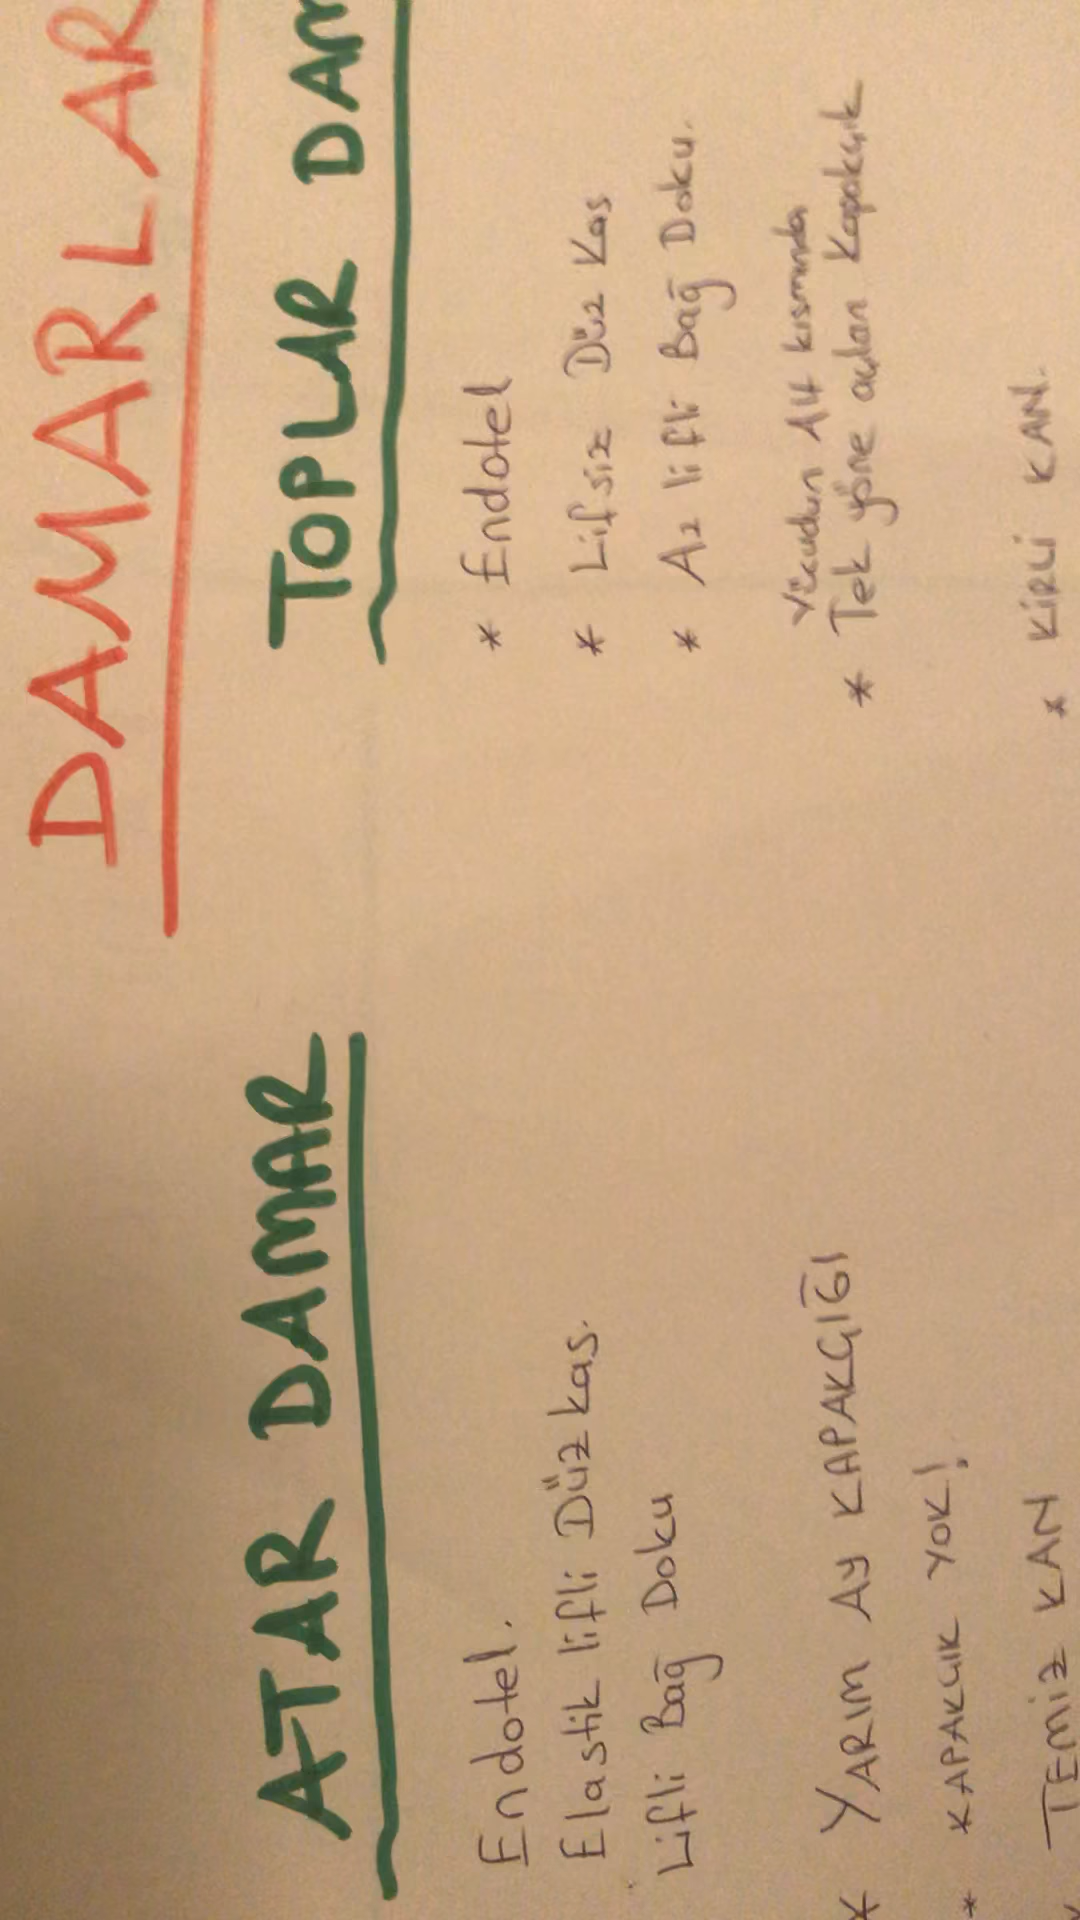 DAMARLAR
ATAR DAMAR
Endotel.
Elastik lifli Düz kas.
Lifli Bağ Doku
* YARIM AY KAPAKÇIĞI
* KAPAKÇIK YOK!
* TEMİZ KAN
TOPLAR DAM
* Endotel
* Lifsiz Düz Kas
* Az lifli Bağ Doku.
Vücudun Alt kısmında
* Tek yöne açılan Kapakçık
* KİRLİ KAN.